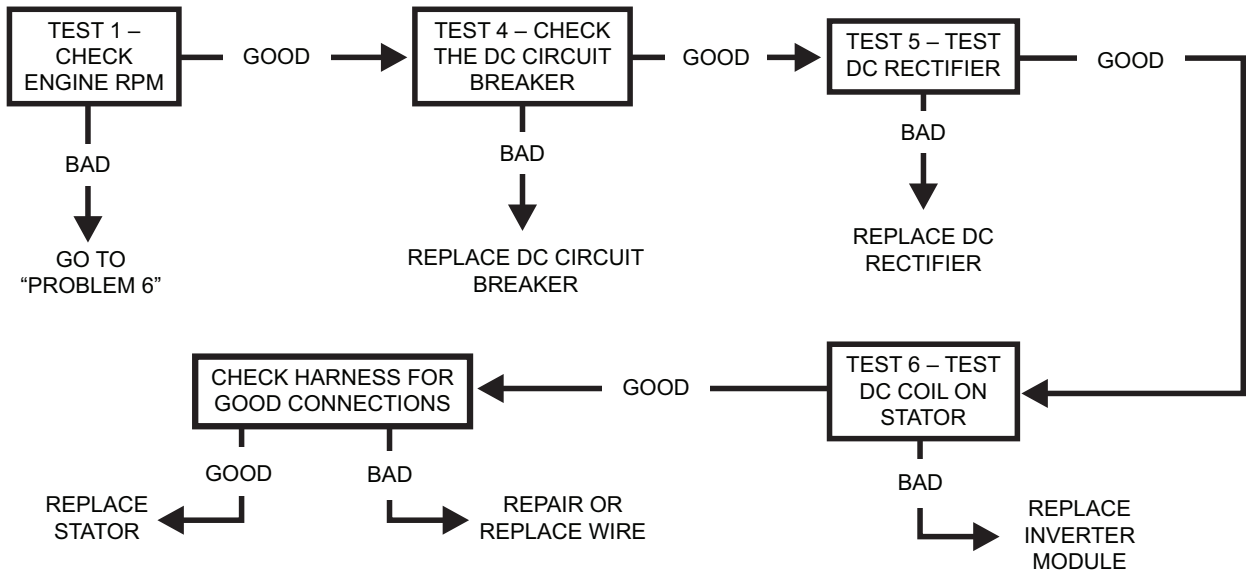 TEST 1 –
CHECK
ENGINE RPM
GOOD
TEST 4 – CHECK
THE DC CIRCUIT
BREAKER
GOOD
TEST 5 – TEST
DC RECTIFIER
GOOD
BAD
GO TO
“PROBLEM 6”
BAD
REPLACE DC CIRCUIT
BREAKER
BAD
REPLACE DC
RECTIFIER
TEST 6 – TEST
DC COIL ON
STATOR
GOOD
CHECK HARNESS FOR
GOOD CONNECTIONS
GOOD
REPLACE
STATOR
BAD
REPAIR OR
REPLACE WIRE
BAD
REPLACE
INVERTER
MODULE